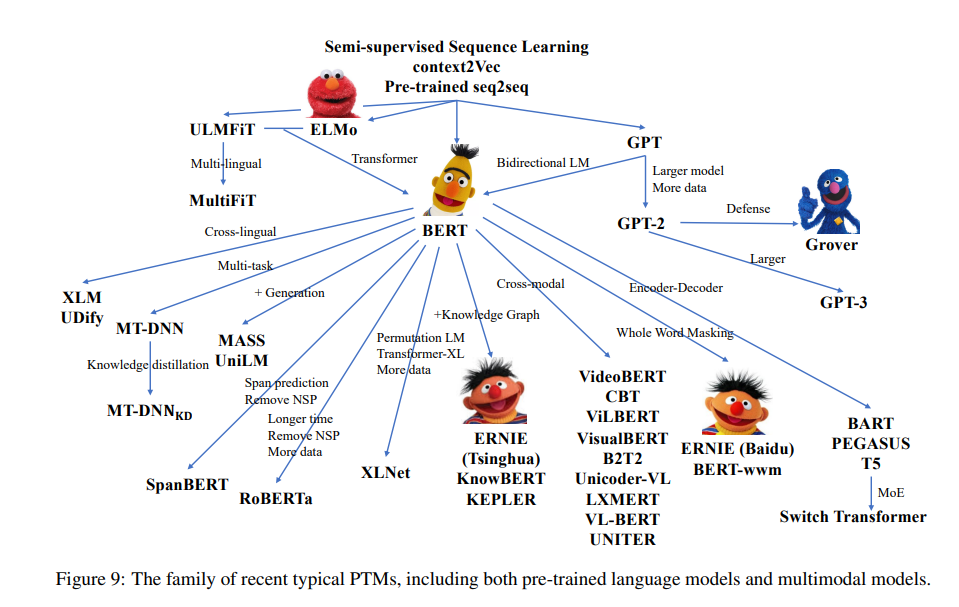 Semi-supervised Sequence Learning
context2Vec
Pre-trained seq2seq
ULMFiT
ELMo
GPT
Multi-lingual
Transformer
Bidirectional LM
Larger model
More data
MultiFiT
BERT
GPT-2
Defense
Grover
Cross-lingual
Multi-task
+ Generation
Larger
GPT-3
Cross-modal
Encoder-Decoder
+Knowledge Graph
Whole Word Masking
XLM
UDify
MT-DNN
MASS
UniLM
Permutation LM
Transformer-XL
More data
Knowledge distillation
MT-DNN_KD
Span prediction
Remove NSP
Longer time
Remove NSP
More data
SpanBERT
RoBERTa
XLNet
ERNIE
(Tsinghua)
KnowBERT
KEPLER
VideoBERT
CBT
ViLBERT
VisualBERT
B2T2
Unicoder-VL
LXMERT
VL-BERT
UNITER
ERNIE (Baidu)
BERT-wwm
BART
PEGASUS
T5
MoE
Switch Transformer
Figure 9: The family of recent typical PTMs, including both pre-trained language models and multimodal models.